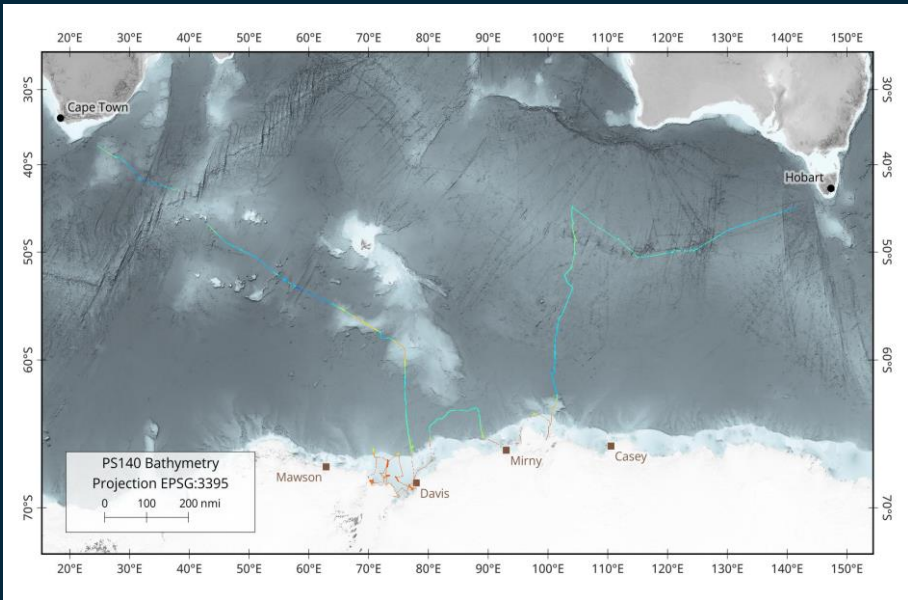 20°E 30°E 40°E 50°E 60°E 70°E 80°E 90°E 100°E 110°E 120°E 130°E 140°E 150°E
30°S 30°S
Cape Town
40°S 40°S
Hobart
50°S 50°S
60°S 60°S
Mirny
Casey
Mawson
Davis
PS140 Bathymetry
Projection EPSG:3395
0 100 200 nmi
70°S 70°S
20°E 30°E 40°E 50°E 60°E 70°E 80°E 90°E 100°E 110°E 120°E 130°E 140°E 150°E